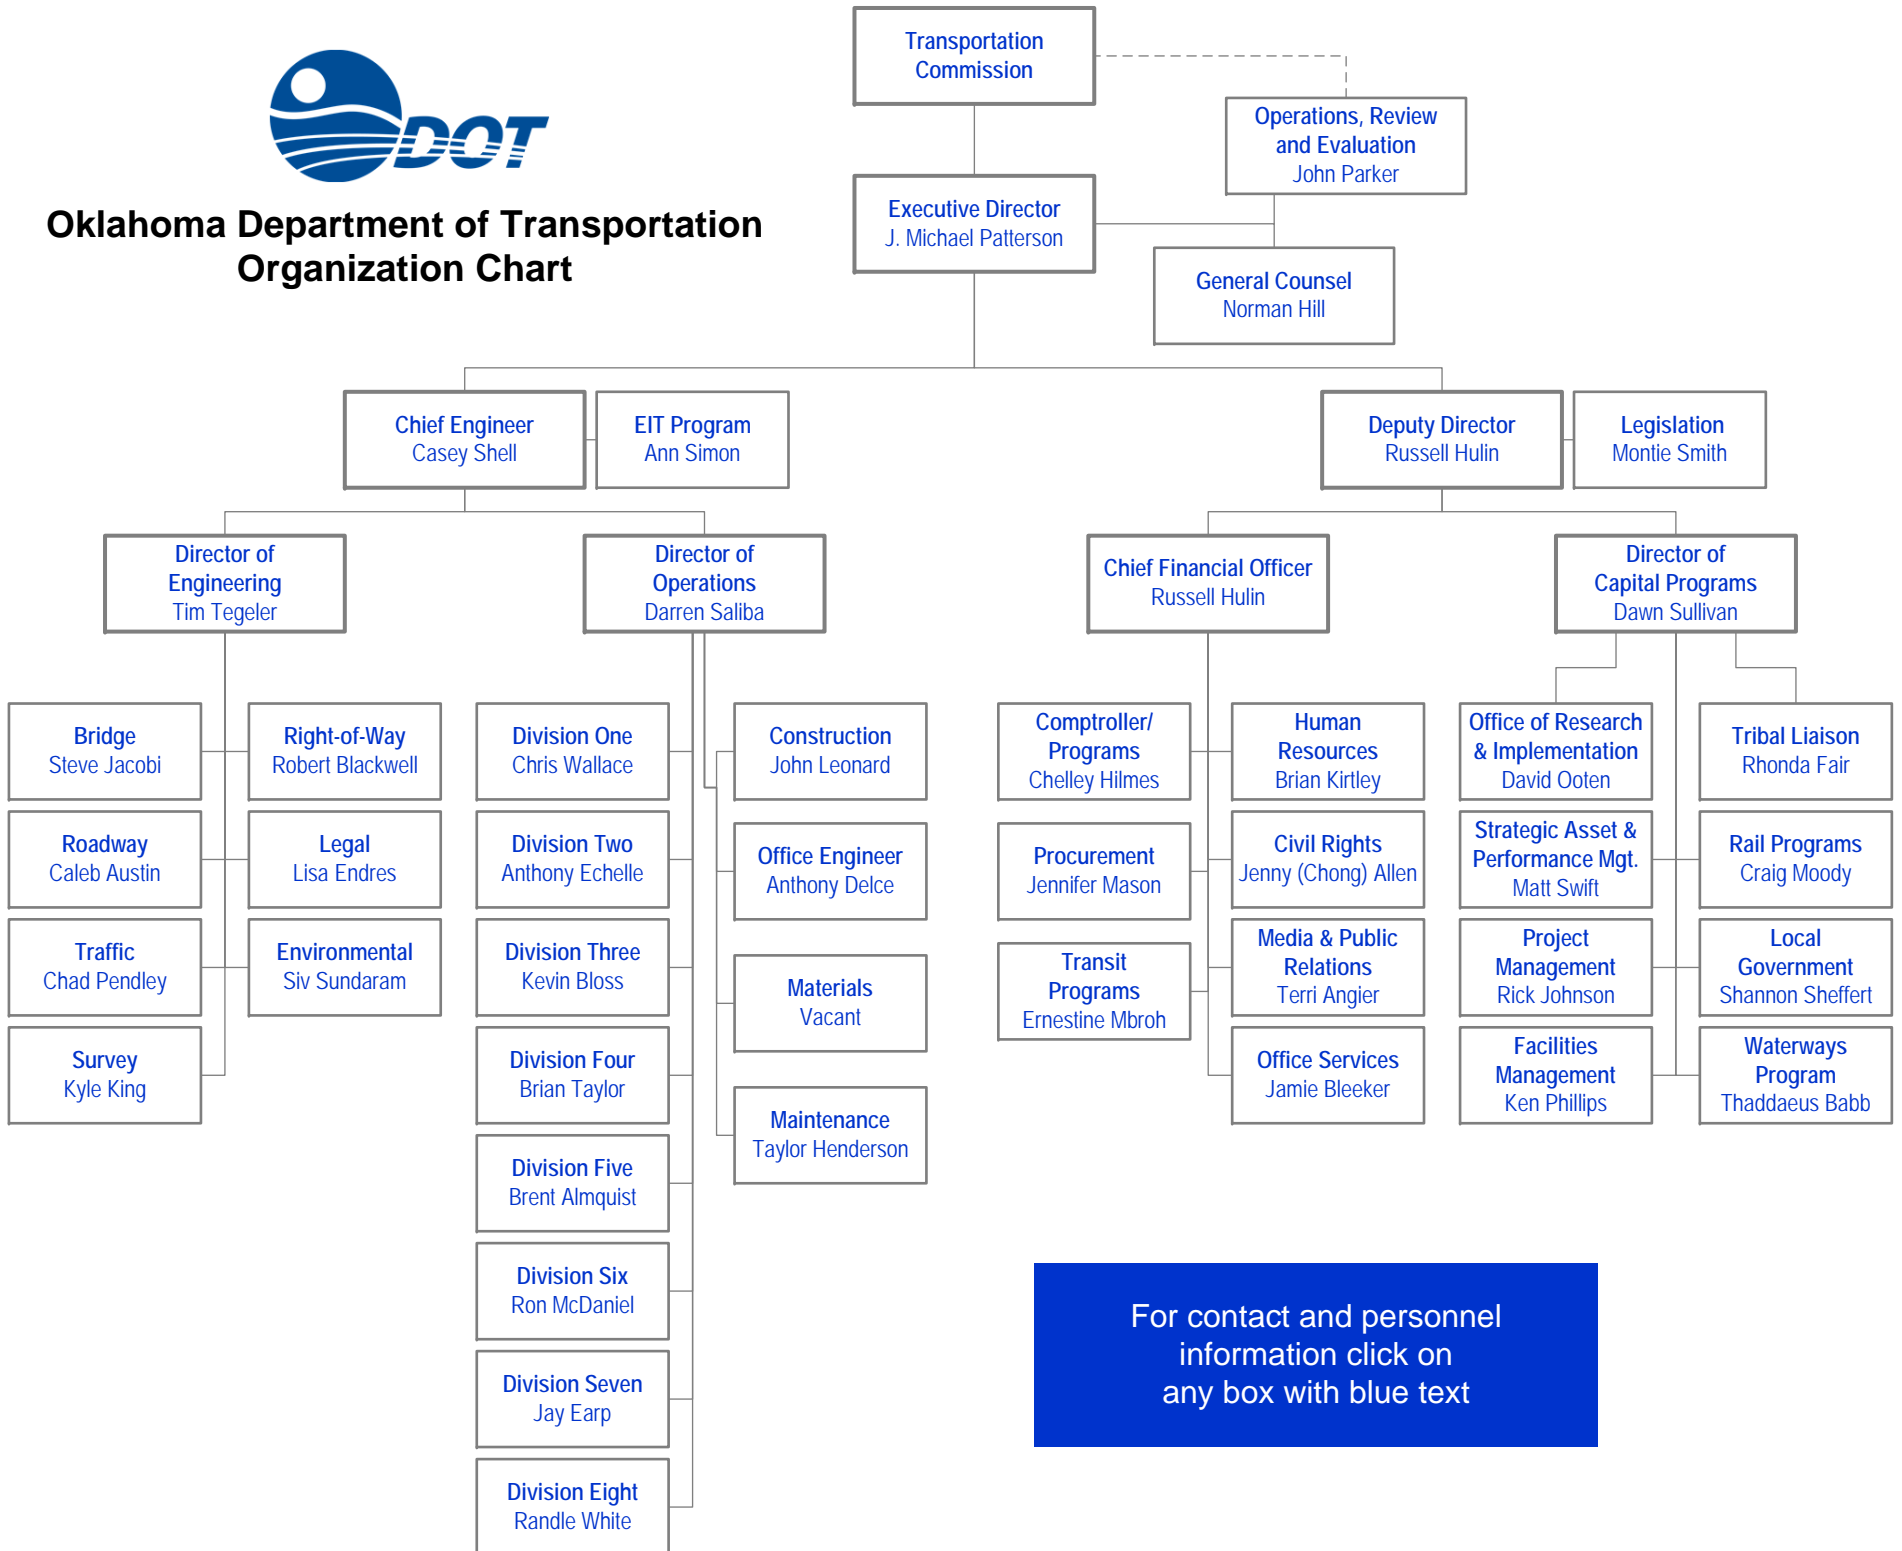 Transportation
Commission
DOT
Operations, Review
and Evaluation
John Parker
Oklahoma Department of Transportation
Organization Chart
Executive Director
J. Michael Patterson
General Counsel
Norman Hill
Chief Engineer
Casey Shell
EIT Program
Ann Simon
Deputy Director
Russell Hulin
Legislation
Montie Smith
Director of
Engineering
Tim Tegeler
Director of
Operations
Darren Saliba
Chief Financial Officer
Russell Hulin
Director of
Capital Programs
Dawn Sullivan
Bridge
Steve Jacobi
Right-of-Way
Robert Blackwell
Roadway
Caleb Austin
Legal
Lisa Endres
Traffic
Chad Pendley
Environmental
Siv Sundaram
Survey
Kyle King
Division One
Chris Wallace
Division Two
Anthony Echelle
Division Three
Kevin Bloss
Division Four
Brian Taylor
Division Five
Brent Almquist
Division Six
Ron McDaniel
Division Seven
Jay Earp
Division Eight
Randle White
Construction
John Leonard
Office Engineer
Anthony Delce
Materials
Vacant
Maintenance
Taylor Henderson
Comptroller/
Programs
Chelley Hilmes
Human
Resources
Brian Kirtley
Procurement
Jennifer Mason
Civil Rights
Jenny (Chong) Allen
Transit
Programs
Ernestine Mbroh
Media & Public
Relations
Terri Angier
Office Services
Jamie Bleeker
Office of Research
& Implementation
David Ooten
Tribal Liaison
Rhonda Fair
Strategic Asset &
Performance Mgt.
Matt Swift
Rail Programs
Craig Moody
Project
Management
Rick Johnson
Local
Government
Shannon Sheffert
Facilities
Management
Ken Phillips
Waterways
Program
Thaddaeus Babb
For contact and personnel
information click on
any box with blue text